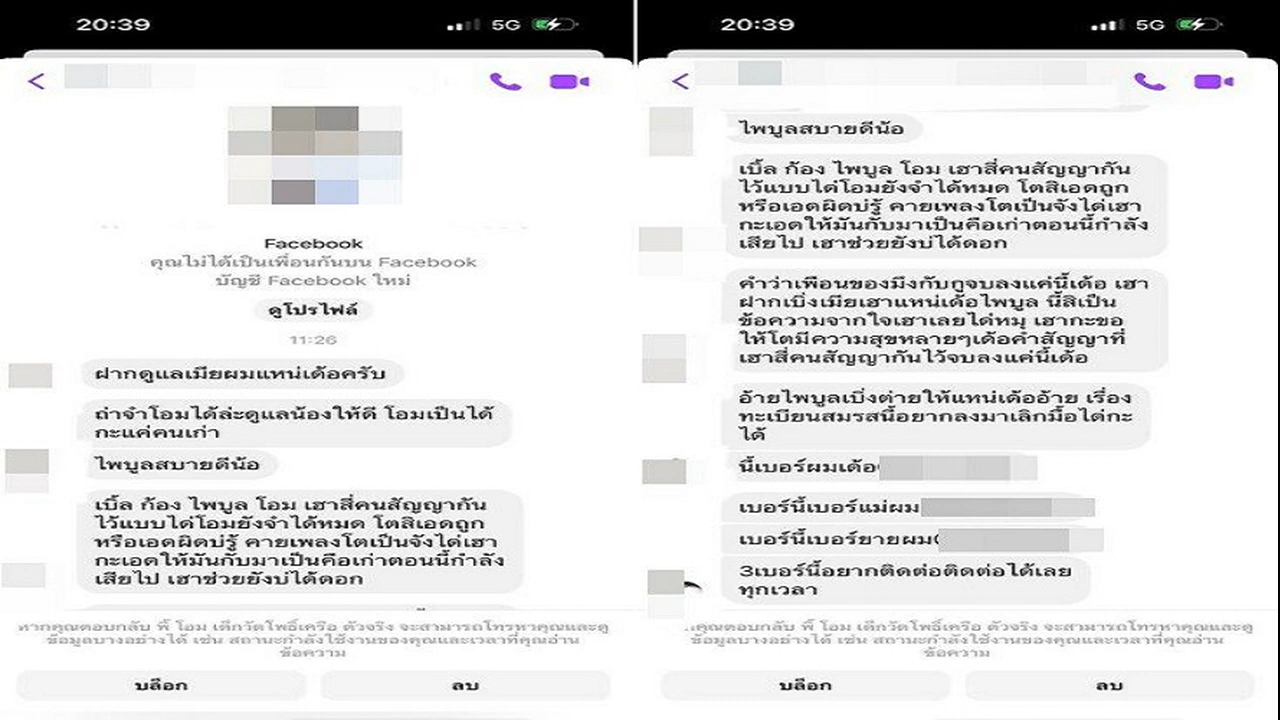 20:39
5G
Facebook
คุณไม่ได้เป็นเพื่อนกันบน Facebook
บัญชี Facebook ใหม่
ดูโปรไฟล์
11:26
ฝากดูแลเมียผมแหน่เด้อครับ
ถ่าจำโอมได้ล่ะดูแลน้องให้ดี โอมเป็นได้
กะแค่คนเก่า
ไพบูลสบายดีน้อ
เบิ้ล ก้อง ไพบูล โอม เฮาสี่คนสัญญากัน
ไว้แบบใด๋โอมยังจำได้หมด โตสิเอดถูก
หรือเอดผิดบ่รู้ คายเพลงโตเป็นจังใด๋เฮา
กะเอดให้มันกับมาเป็นคือเก่าตอนนี้กำลัง
เสียไป เฮาช่วยยังบ่ได้ดอก
หากคุณตอบกลับ พี้ โอม เด็กวัดโพธิ์เครือ ตัวจริง จะสามารถโทรหาคุณและดู
ข้อมูลบางอย่างได้ เช่น สถานะกำลังใช้งานของคุณและเวลาที่คุณอ่าน
ข้อความ
บล็อก
ลบ
20:39
5G
ไพบูลสบายดีน้อ
เบิ้ล ก้อง ไพบูล โอม เฮาสี่คนสัญญากัน
ไว้แบบใด๋โอมยังจำได้หมด โตสิเอดถูก
หรือเอดผิดบ่รู้ คายเพลงโตเป็นจังใด๋เฮา
กะเอดให้มันกับมาเป็นคือเก่าตอนนี้กำลัง
เสียไป เฮาช่วยยังบ่ได้ดอก
คำว่าเพือนของมึงกับกูจบลงแค่นี้เด้อ เฮา
ฝากเบิ่งเมียเฮาแหน่เด้อไพบูล นี้สิเป็น
ข้อความจากใจเฮาเลยได๋หมุ เฮากะขอ
ให้โตมีความสุขหลายๆเด้อคำสัญญาที่
เฮาสี่คนสัญญากันไว้จบลงแค่นี้เด้อ
อ้ายไพบูลเบิ่งต่ายให้แหน่เด้ออ้าย เรื่อง
ทะเบียนสมรสนี้อยากลงมาเลิกมื้อใด๋กะ
ได้
นี้เบอร์ผมเด้อ
เบอร์นี้เบอร์แม่ผม
เบอร์นี้เบอร์ยายผม
3เบอร์นี้อยากติดต่อติดต่อได้เลย
ทุกเวลา
คุณตอบกลับ พี้ โอม เด็กวัดโพธิ์เครือ ตัวจริง จะสามารถโทรหาคุณและดู
ข้อมูลบางอย่างได้ เช่น สถานะกำลังใช้งานของคุณและเวลาที่คุณอ่าน
ข้อความ
บล็อก
ลบ